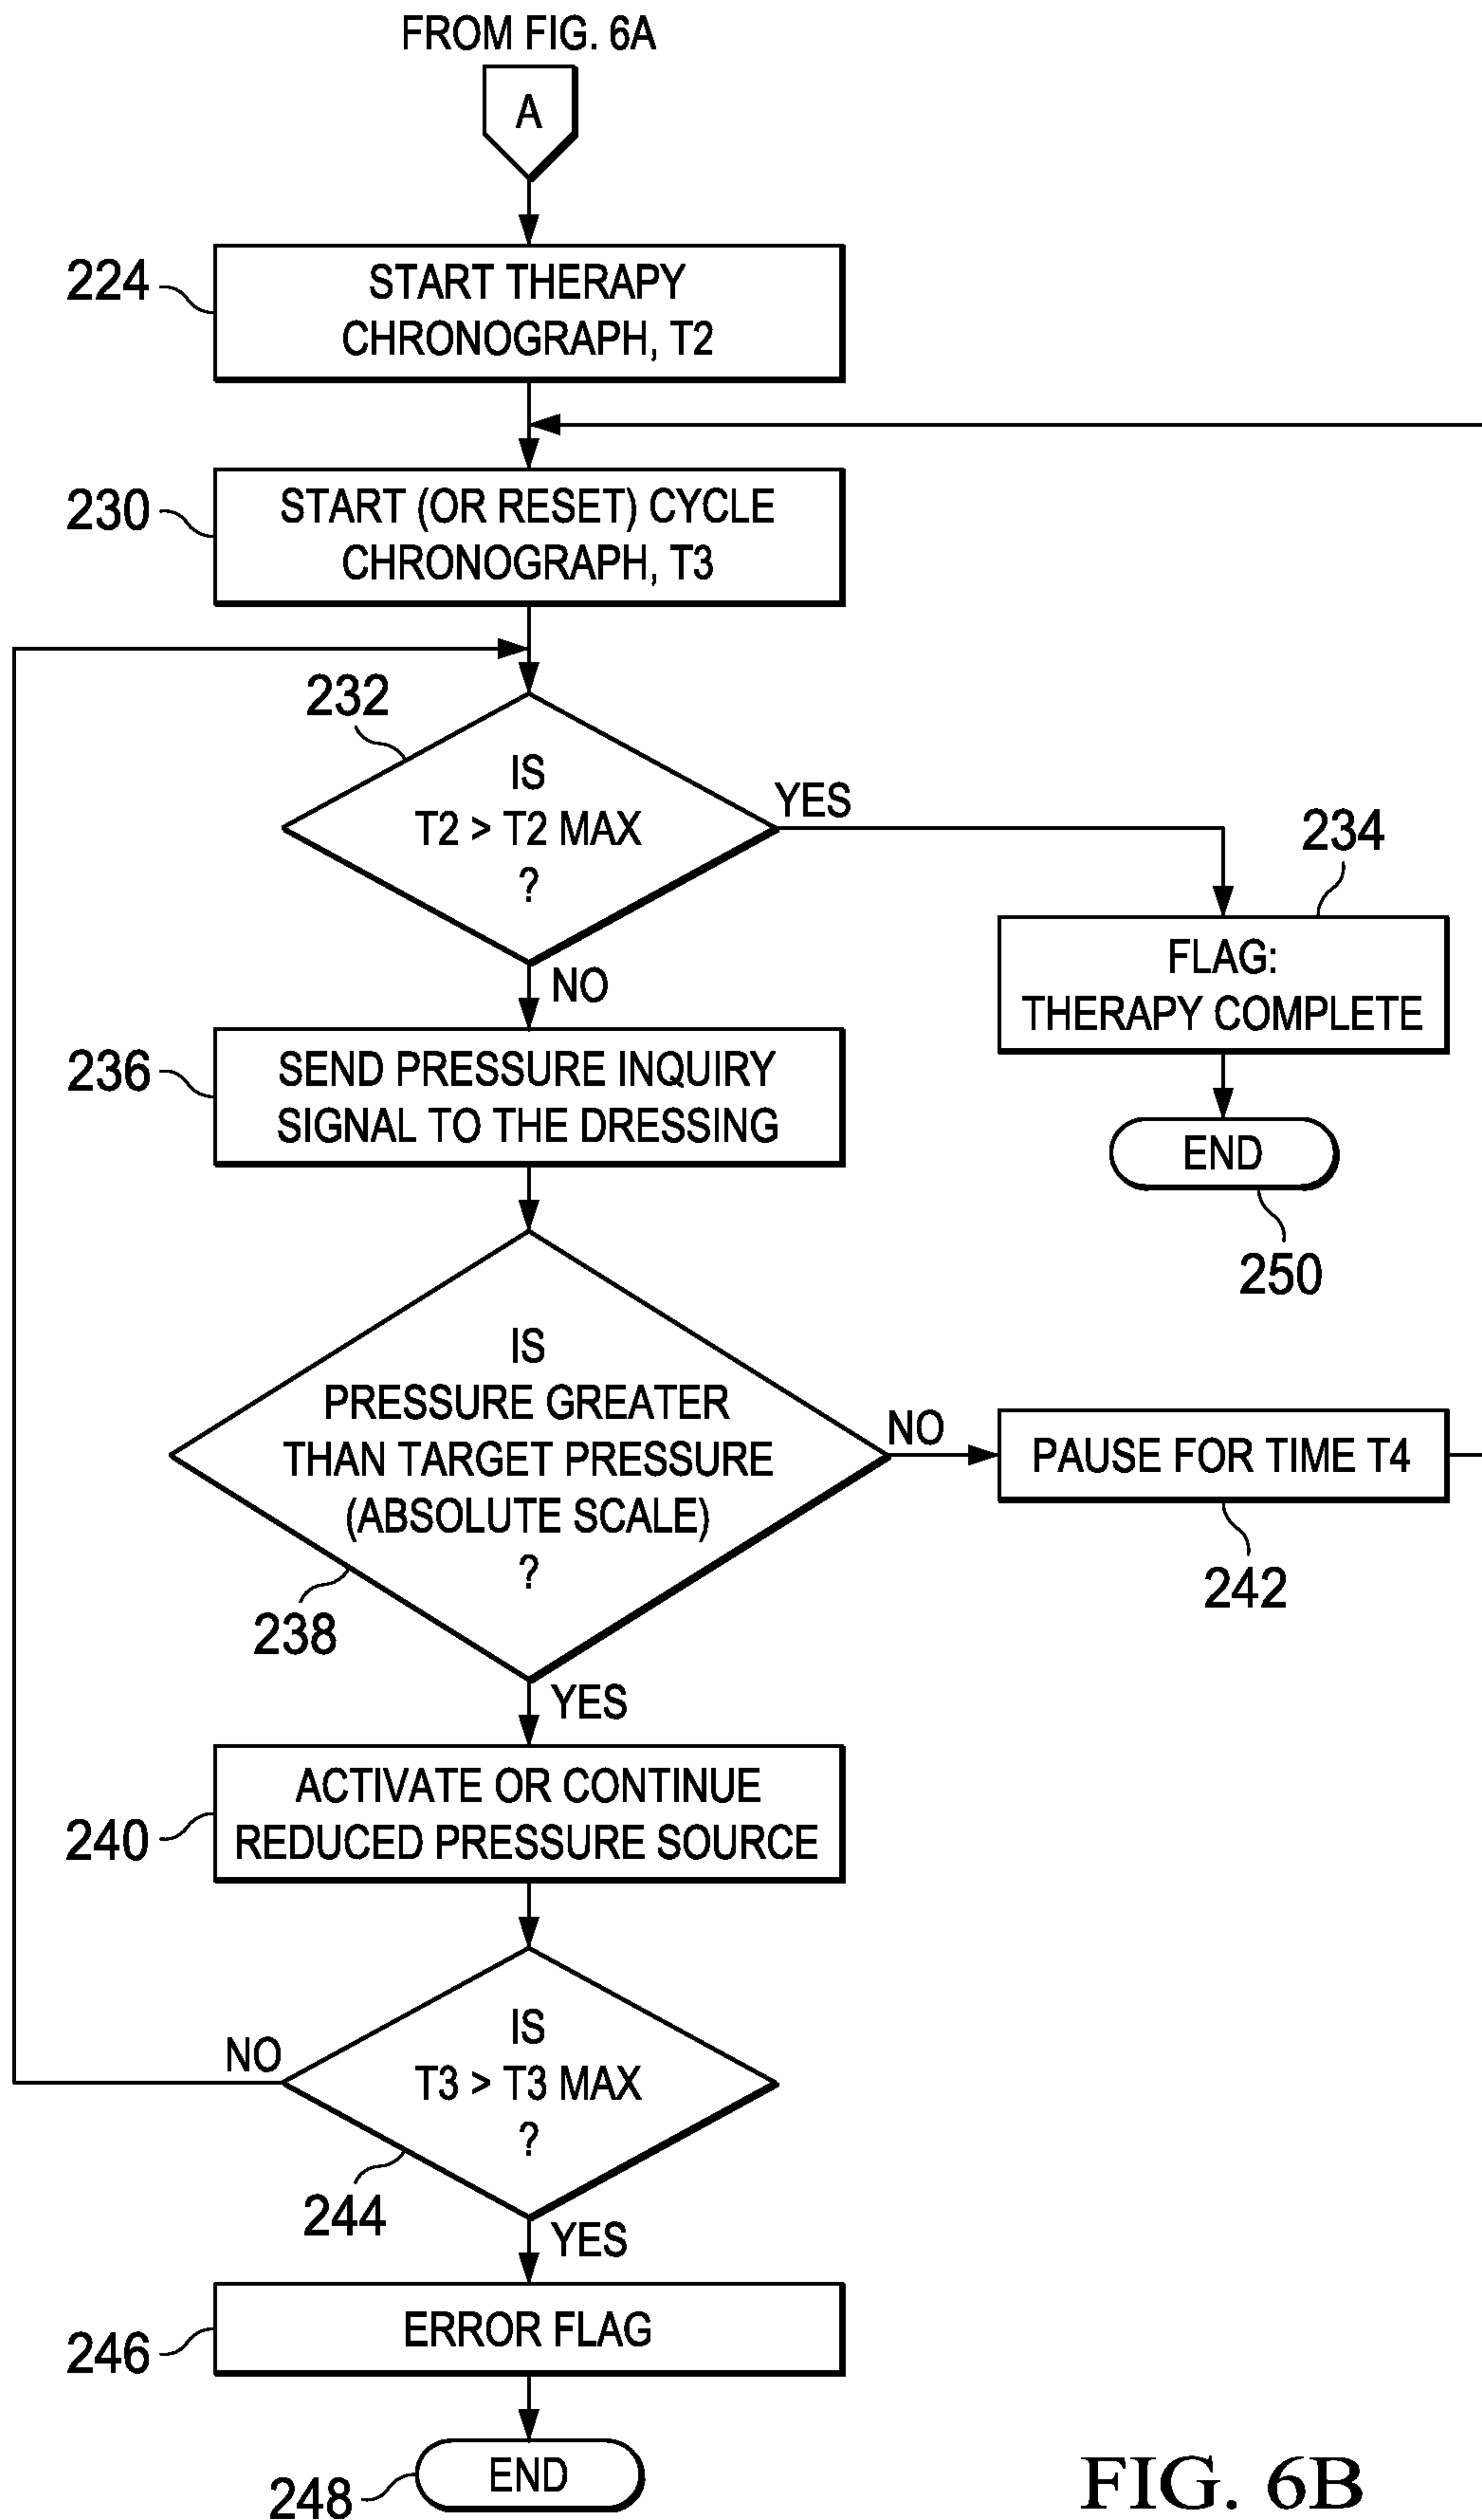 FROM FIG. 6A
A
224
START THERAPY
CHRONOGRAPH, T2
230
START (OR RESET) CYCLE
CHRONOGRAPH, T3
232
IS
T2 > T2 MAX
?
YES
NO
234
FLAG:
THERAPY COMPLETE
END
250
236
SEND PRESSURE INQUIRY
SIGNAL TO THE DRESSING
IS
PRESSURE GREATER
THAN TARGET PRESSURE
(ABSOLUTE SCALE)
?
238
NO
PAUSE FOR TIME T4
242
YES
240
ACTIVATE OR CONTINUE
REDUCED PRESSURE SOURCE
NO
IS
T3 > T3 MAX
?
244
YES
246
ERROR FLAG
END
248
FIG. 6B